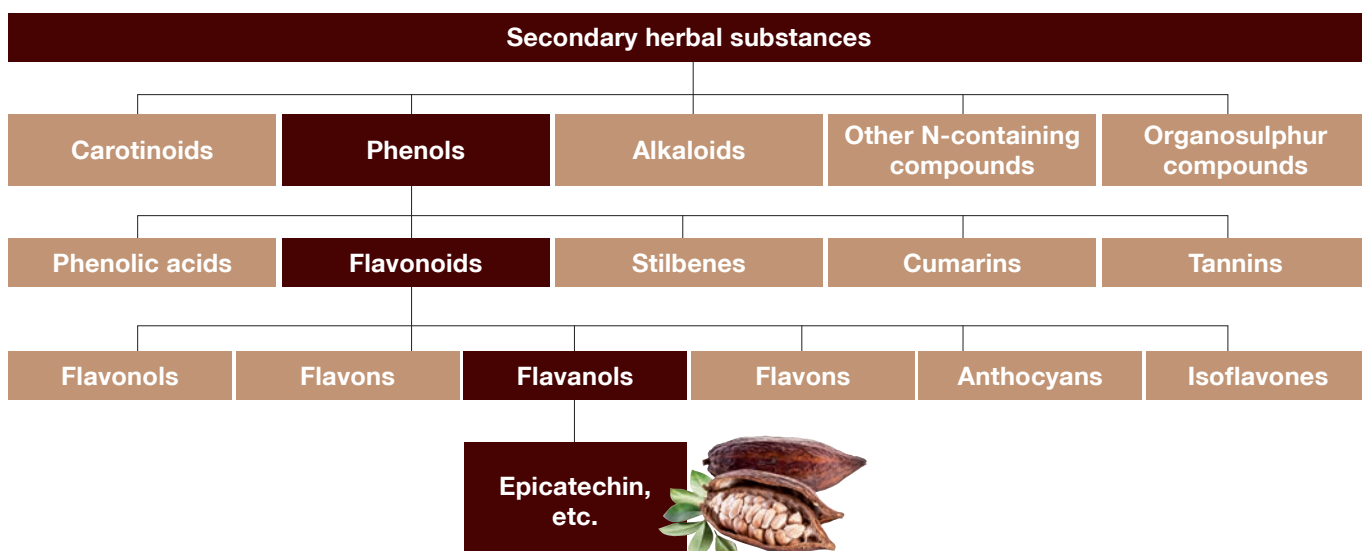 Secondary herbal substances
Carotinoids
Phenols
Alkaloids
Other N-containing
compounds
Organosulphur
compounds
Phenolic acids
Flavonoids
Stilbenes
Cumarins
Tannins
Flavonols
Flavons
Flavanols
Flavons
Anthocyans
Isoflavones
Epicatechin,
etc.